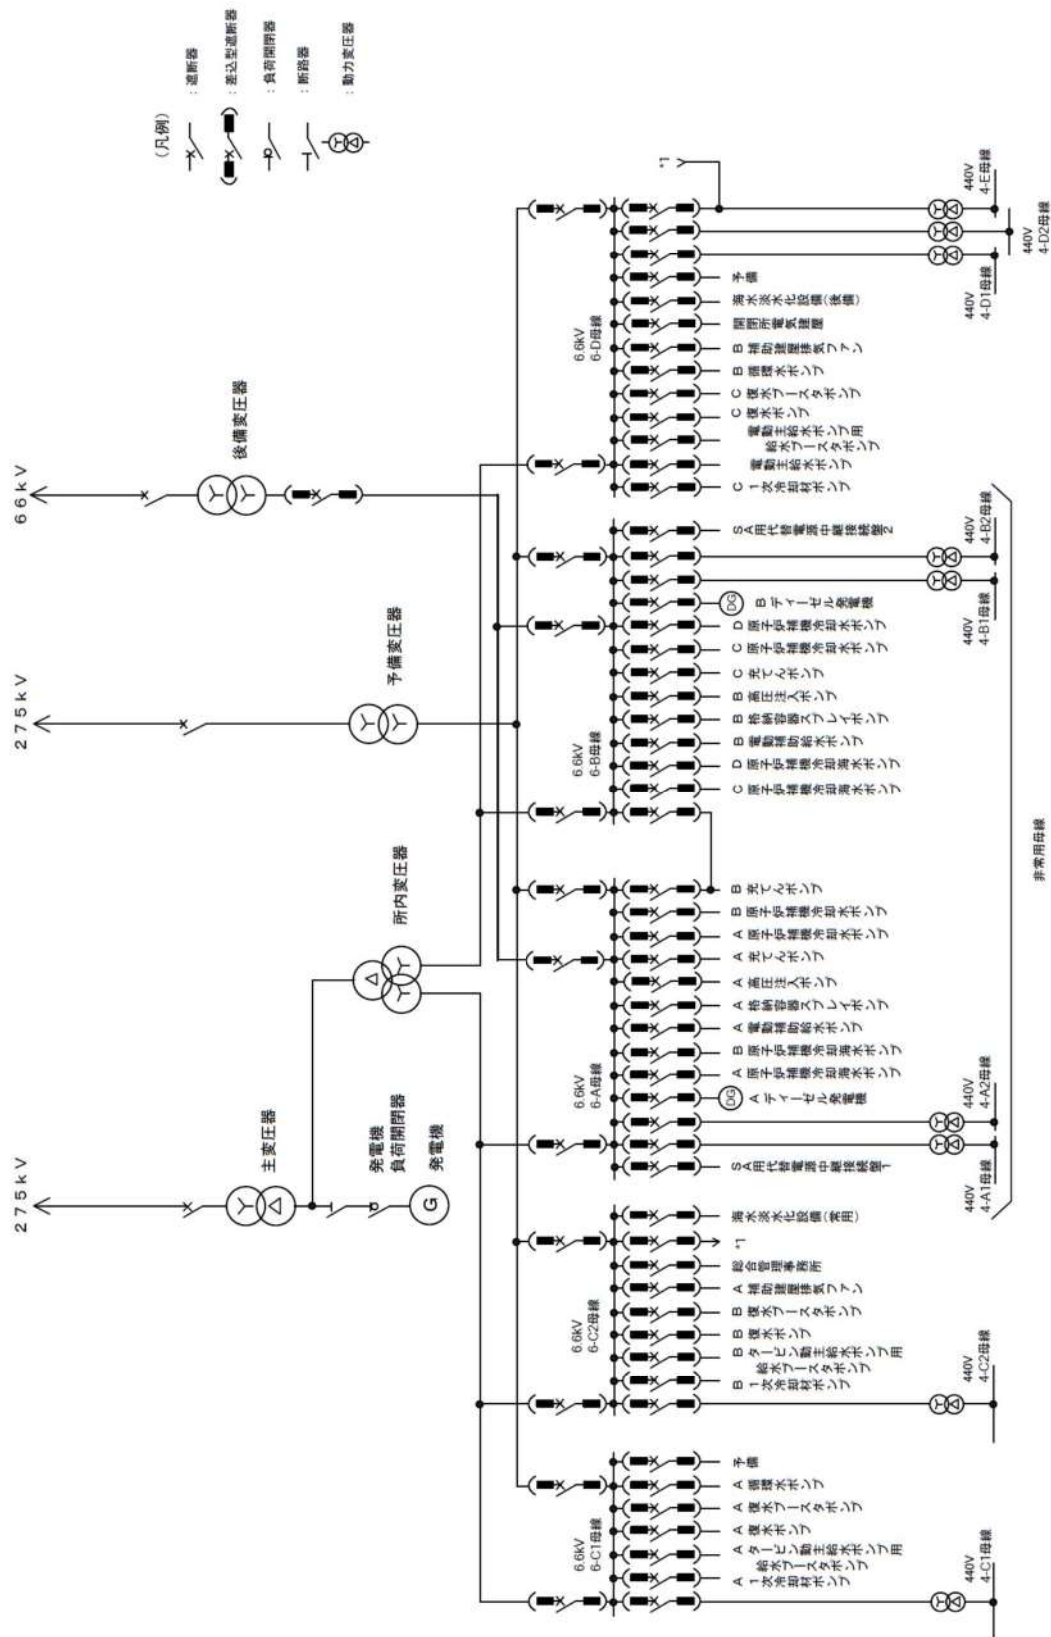 (凡例)
:遮断器
:差込型遮断器
:負荷開閉器
:断路器
:動力変圧器
275kV
主変圧器
発電機
負荷開閉器
発電機
G
所内変圧器
275kV
予備変圧器
66kV
後備変圧器
6.6kV
6-C1母線
A 1次冷却材ポンプ
A タービン動主給水ポンプ用
給水ブースタポンプ
A 復水ポンプ
A 復水ブースタポンプ
A 循環水ポンプ
予備
440V
4-C1母線
6.6kV
6-C2母線
B 1次冷却材ポンプ
B タービン動主給水ポンプ用
給水ブースタポンプ
B 復水ポンプ
B 復水ブースタポンプ
A 補助建屋排気ファン
総合管理事務所
*1
海水淡水化設備(常用)
440V
4-C2母線
6.6kV
6-A母線
SA用代替電源中継接続盤1
DG
A ディーゼル発電機
A 原子炉補機冷却海水ポンプ
B 原子炉補機冷却海水ポンプ
A 電動補助給水ポンプ
A 格納容器スプレイポンプ
A 高圧注入ポンプ
A 充てんポンプ
A 原子炉補機冷却水ポンプ
B 原子炉補機冷却水ポンプ
B 充てんポンプ
440V
4-A1母線
440V
4-A2母線
6.6kV
6-B母線
C 原子炉補機冷却海水ポンプ
D 原子炉補機冷却海水ポンプ
B 電動補助給水ポンプ
B 格納容器スプレイポンプ
B 高圧注入ポンプ
C 充てんポンプ
C 原子炉補機冷却水ポンプ
D 原子炉補機冷却水ポンプ
DG
B ディーゼル発電機
SA用代替電源中継接続盤2
440V
4-B1母線
440V
4-B2母線
非常用母線
6.6kV
6-D母線
C 1次冷却材ポンプ
電動主給水ポンプ
電動主給水ポンプ用
給水ブースタポンプ
C 復水ポンプ
C 復水ブースタポンプ
B 循環水ポンプ
B 補助建屋排気ファン
開閉所電気建屋
海水淡水化設備(後備)
予備
*1
440V
4-D1母線
440V
4-D2母線
440V
4-E母線